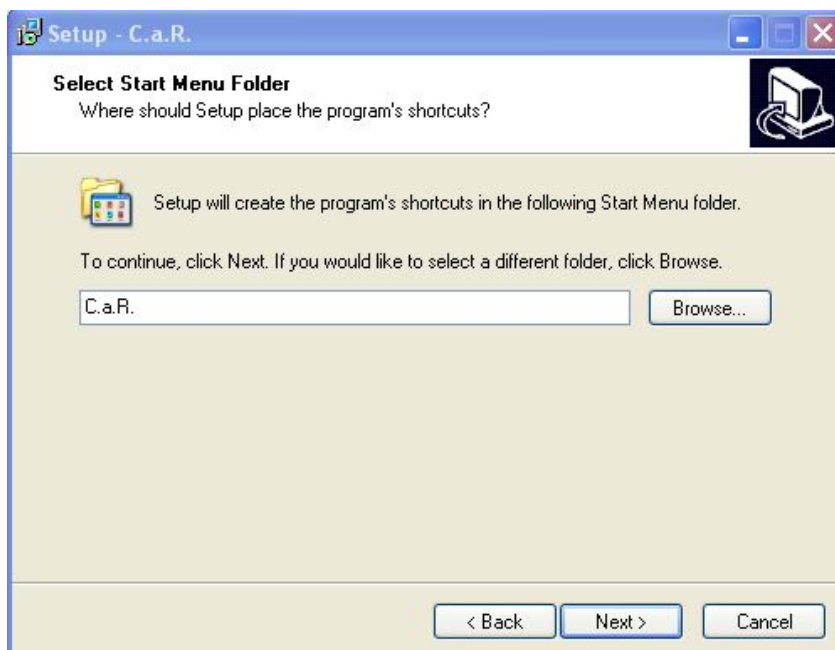 Setup - C.a.R.
Select Start Menu Folder
Where should Setup place the program's shortcuts?
Setup will create the program's shortcuts in the following Start Menu folder.
To continue, click Next. If you would like to select a different folder, click Browse.
C.a.R.
Browse...
< Back
Next >
Cancel